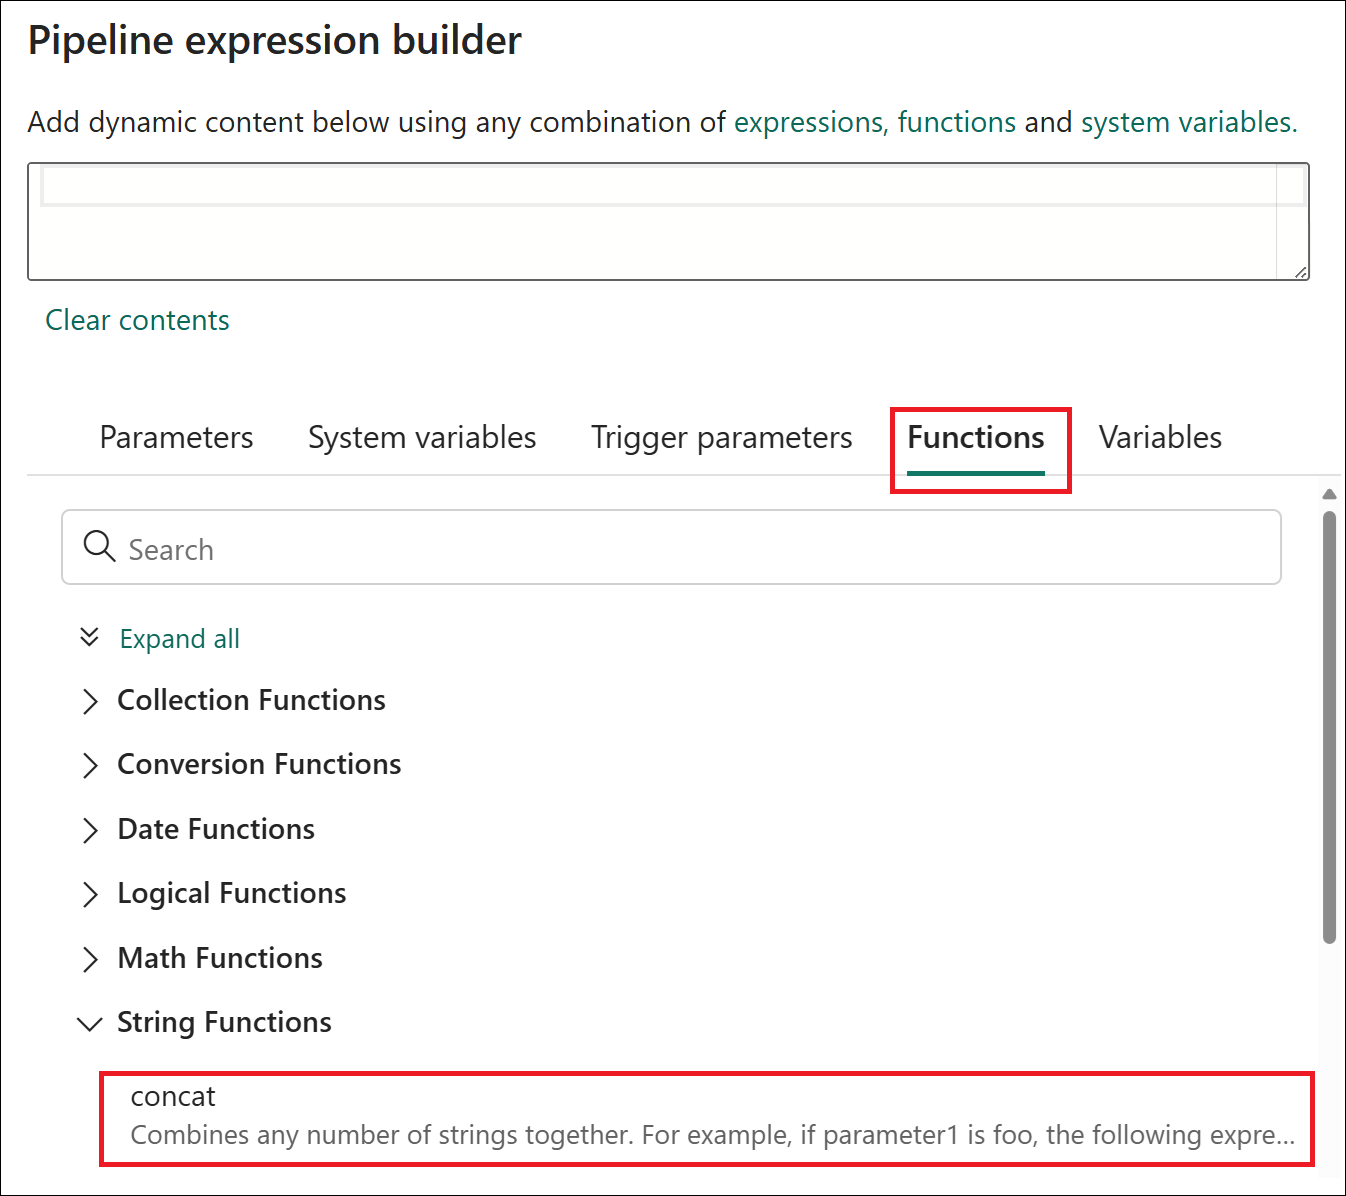 Pipeline expression builder
Add dynamic content below using any combination of expressions, functions and system variables.
Clear contents
Parameters System variables Trigger parameters Functions Variables
Search
Expand all
Collection Functions
Conversion Functions
Date Functions
Logical Functions
Math Functions
String Functions
concat
Combines any number of strings together. For example, if parameter1 is foo, the following expre...